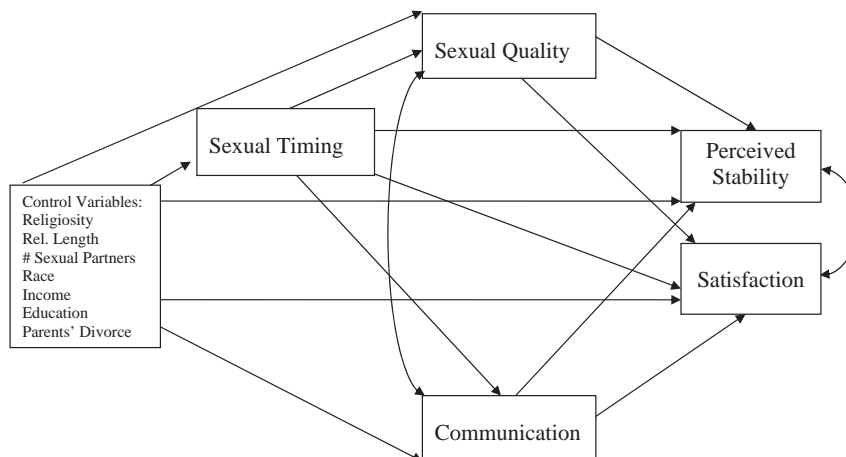 Sexual Quality
Sexual Timing
Perceived
Stability
Control Variables:
Religiosity
Rel. Length
# Sexual Partners
Race
Income
Education
Parents’ Divorce
Satisfaction
Communication